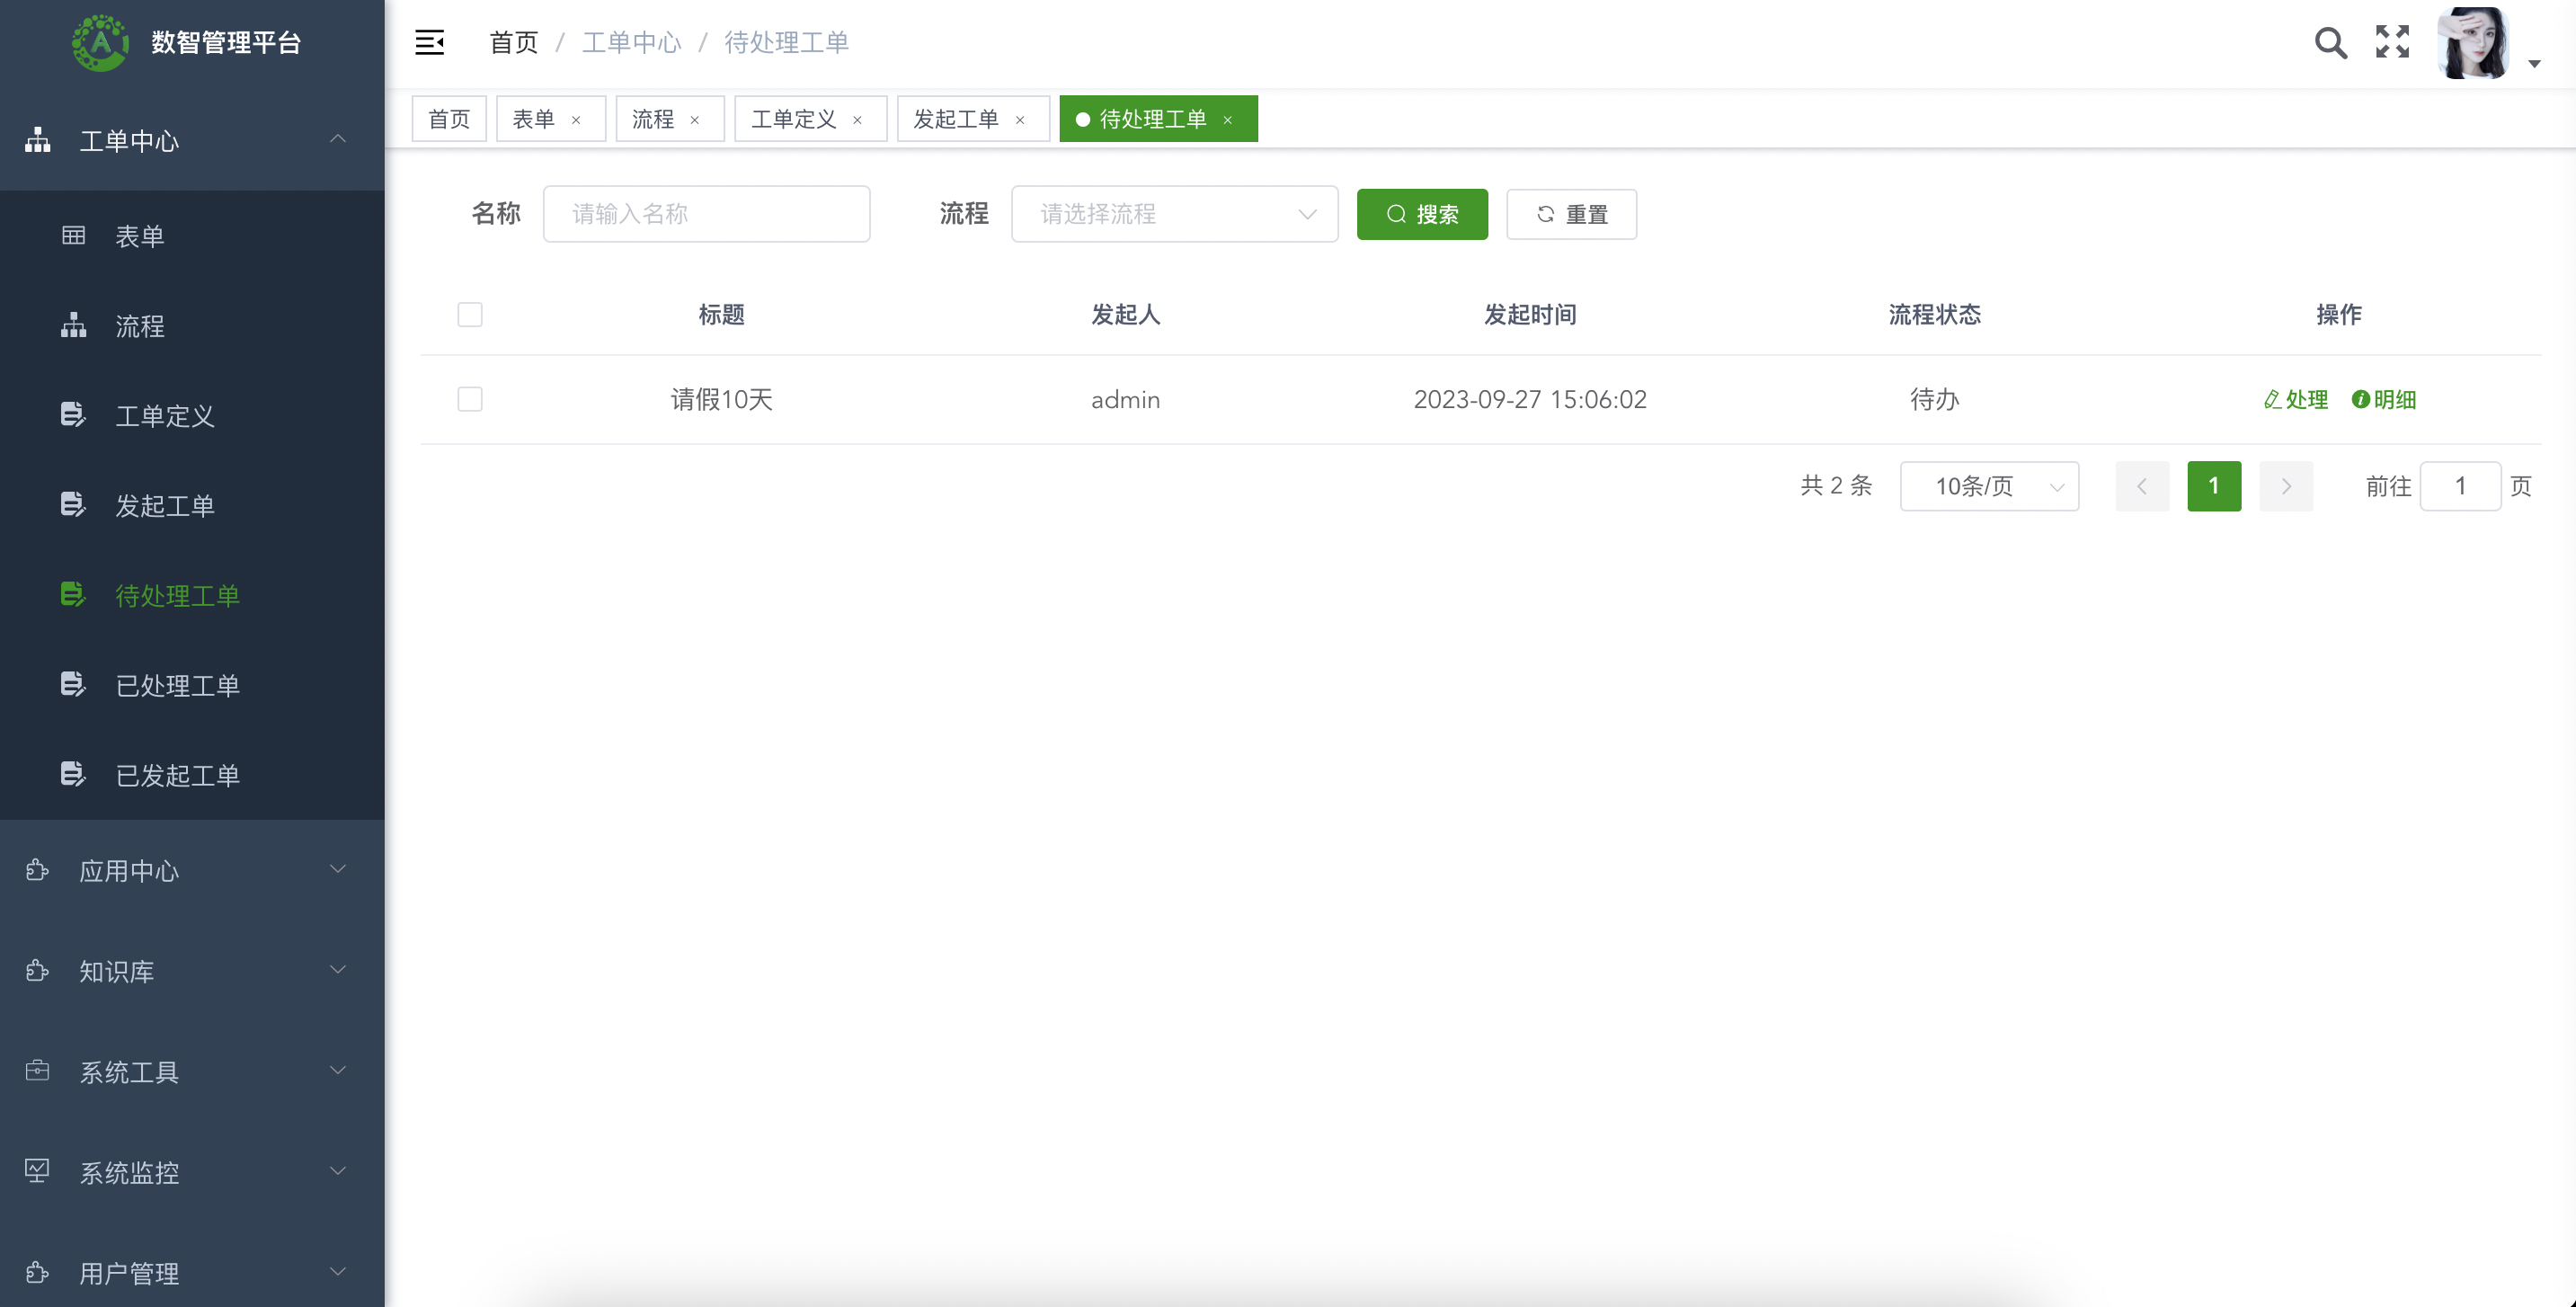 数智管理平台
首页 / 工单中心 / 待处理工单
首页 表单 × 流程 × 工单定义 × 发起工单 × 待处理工单 ×
工单中心
表单
流程
工单定义
发起工单
待处理工单
已处理工单
已发起工单
应用中心
知识库
系统工具
系统监控
用户管理
名称 请输入名称 流程 请选择流程 搜索 重置
标题 发起人 发起时间 流程状态 操作
请假10天 admin 2023-09-27 15:06:02 待办 处理 明细
共 2 条 10条/页 1 前往 1 页